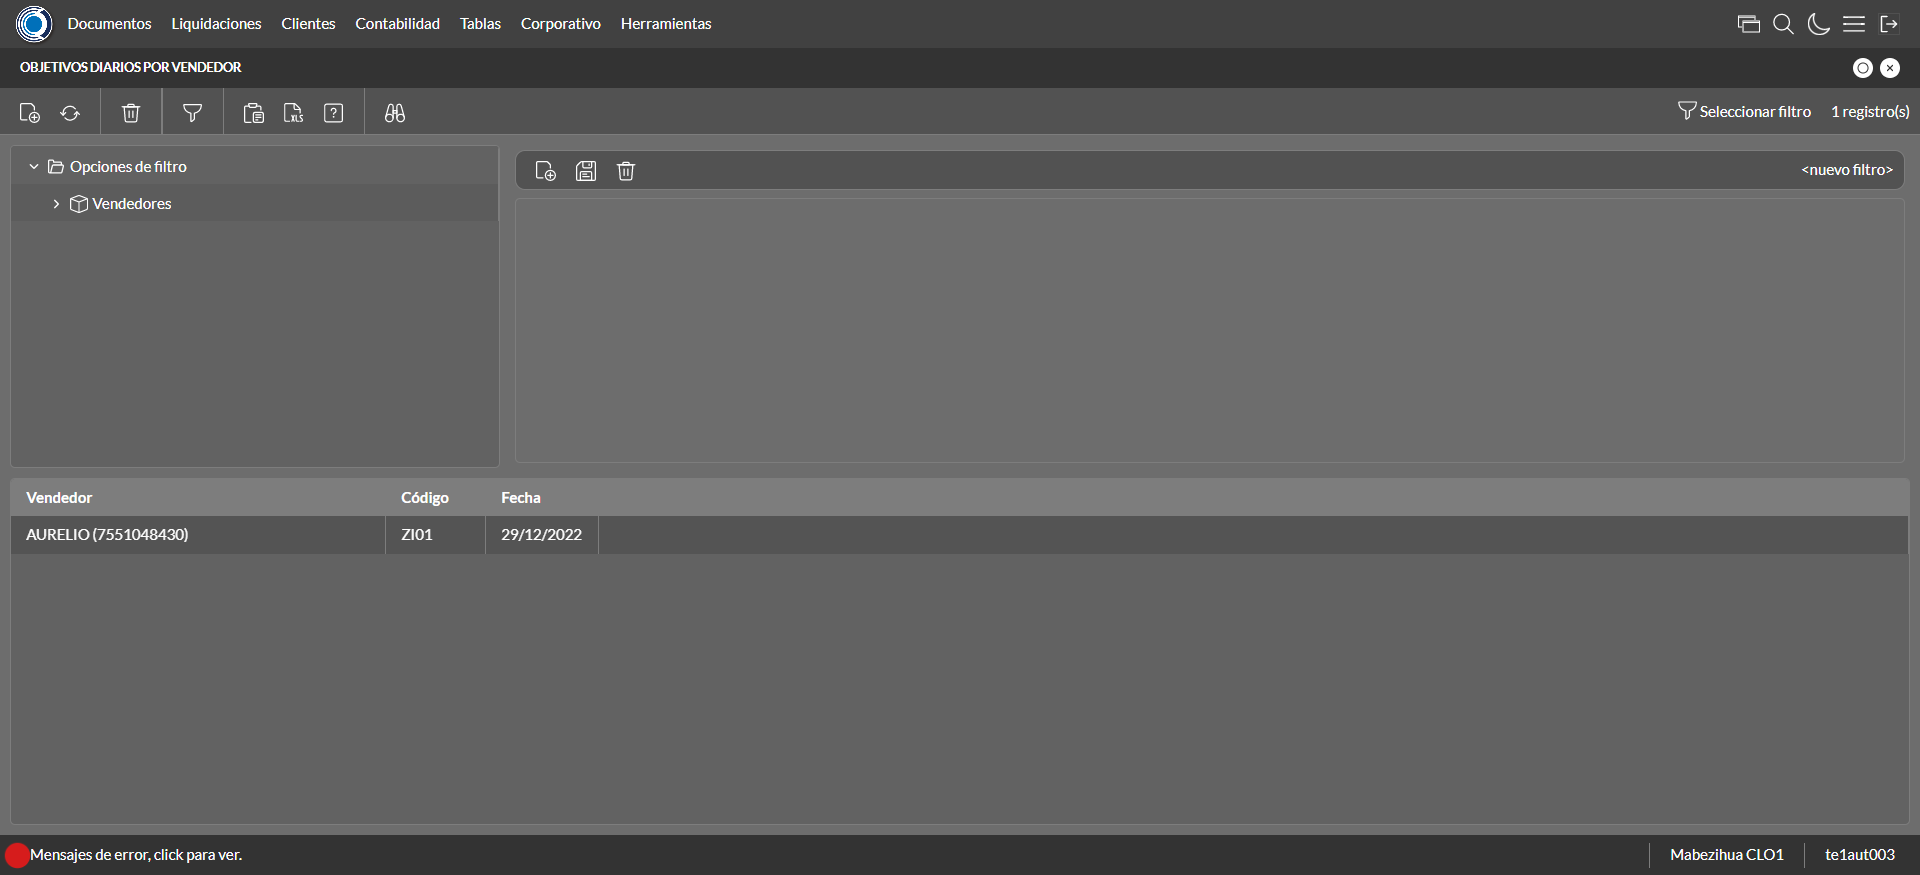 Documentos Liquidaciones Clientes Contabilidad Tablas Corporativo Herramientas
OBJETIVOS DIARIOS POR VENDEDOR
XLS ? Seleccionar filtro 1 registro(s)
Opciones de filtro
<nuevo filtro>
Vendedores
Vendedor Código Fecha
AURELIO (7551048430) ZI01 29/12/2022
Mensajes de error, click para ver. Mabezihua CLO1 te1aut003